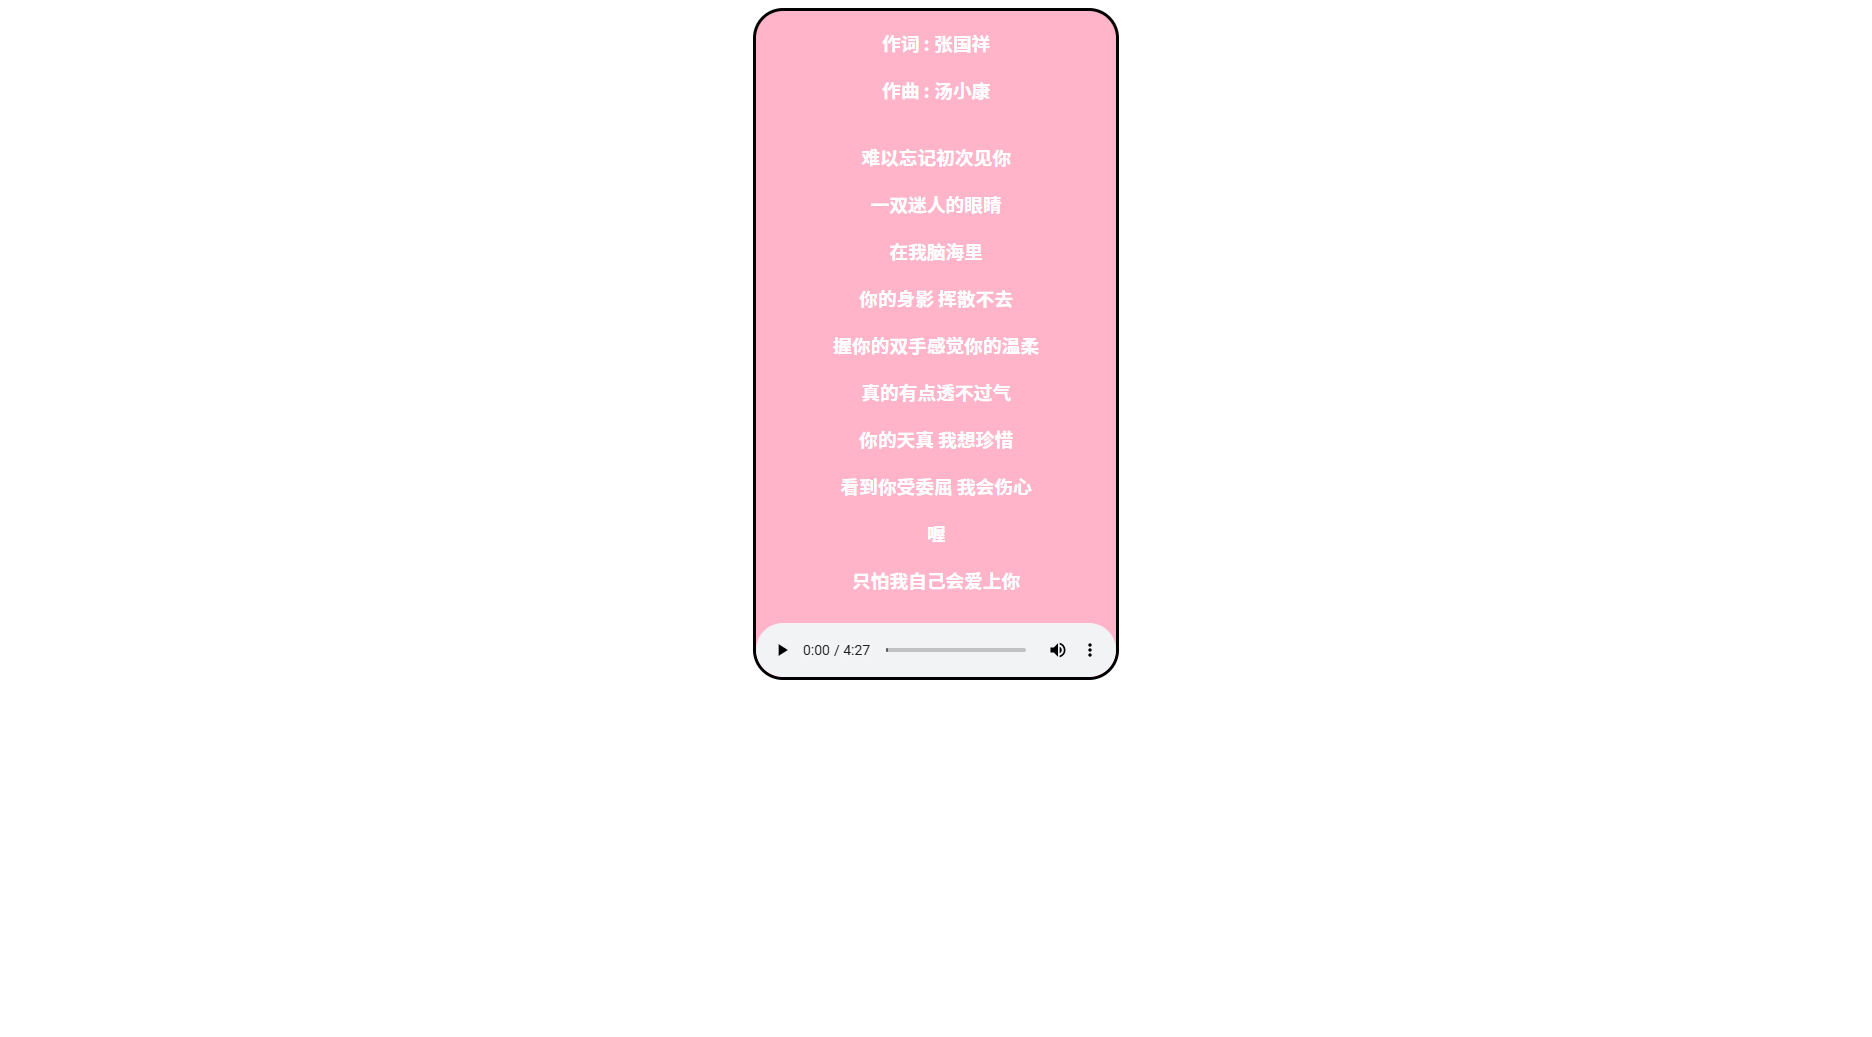 作词 : 张国祥
作曲 : 汤小康
难以忘记初次见你
一双迷人的眼睛
在我脑海里
你的身影 挥散不去
握你的双手感觉你的温柔
真的有点透不过气
你的天真 我想珍惜
看到你受委屈 我会伤心
喔
只怕我自己会爱上你
0:00 / 4:27